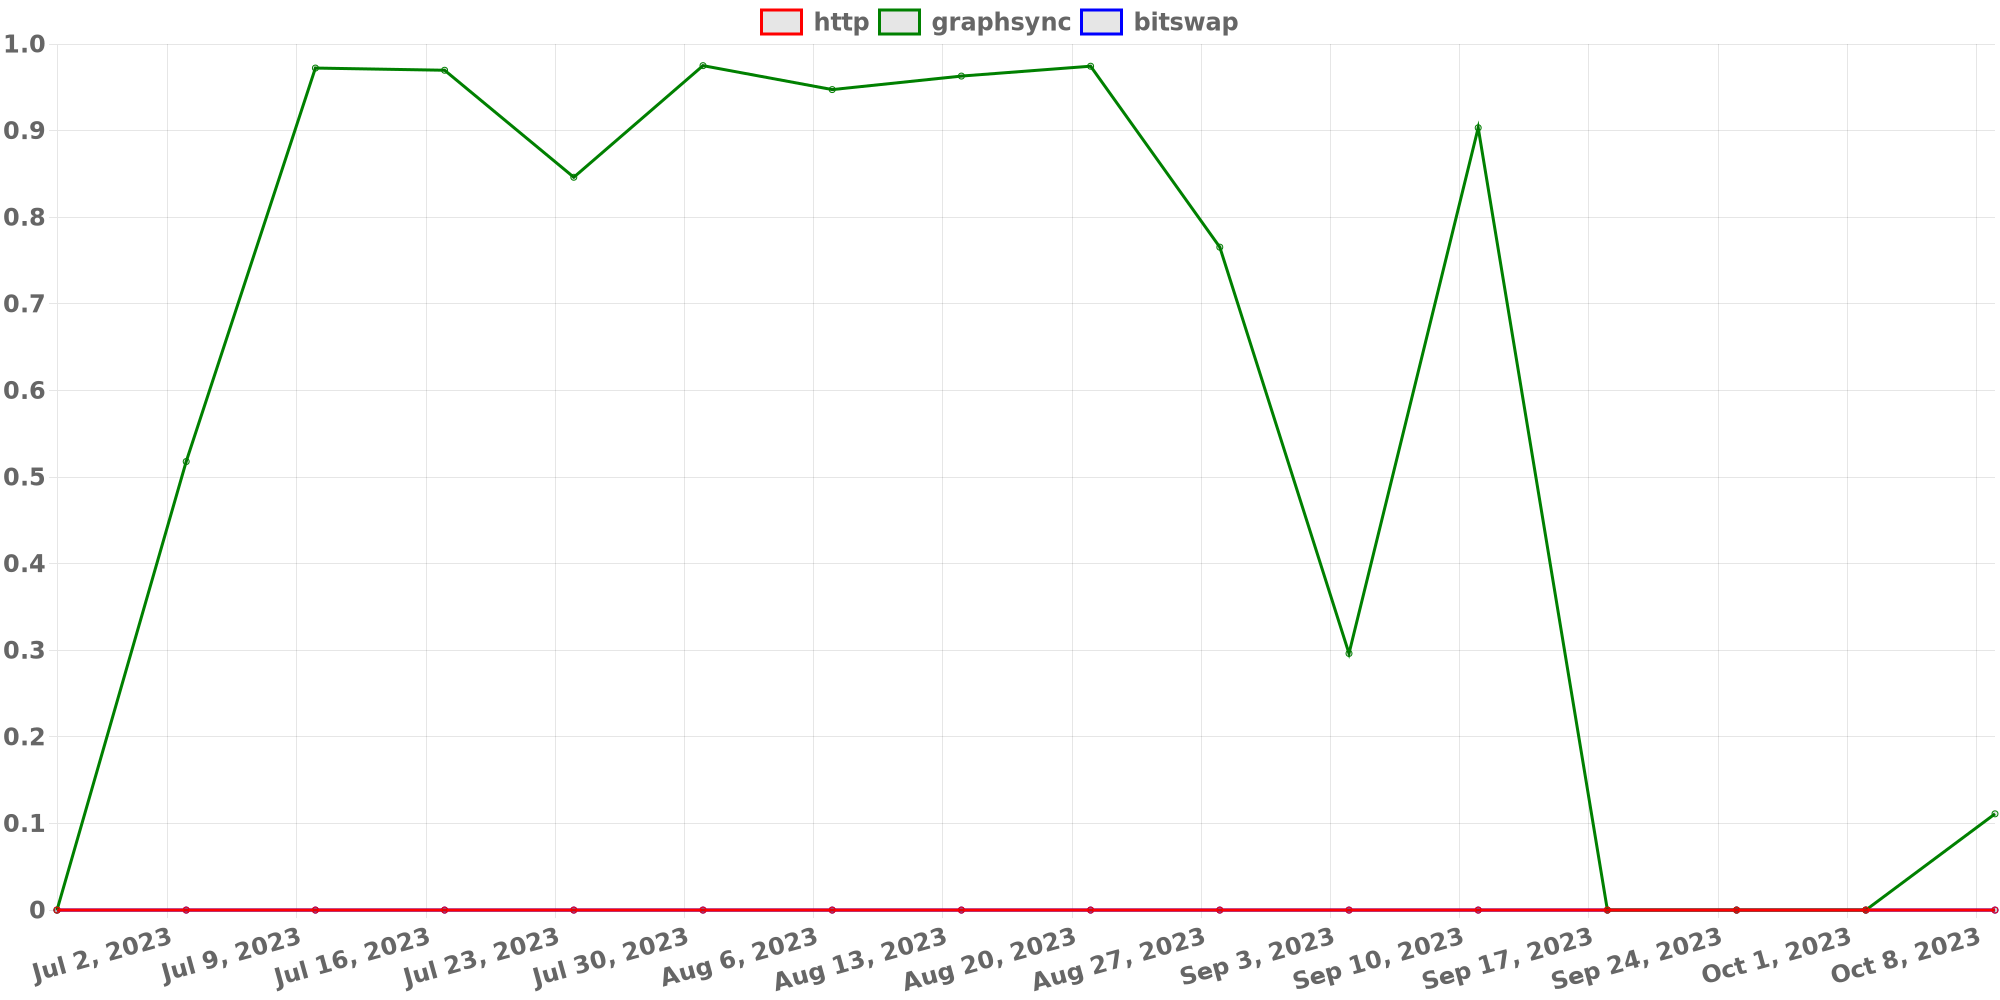 http graphsync bitswap
1.0
0.9
0.8
0.7
0.6
0.5
0.4
0.3
0.2
0.1
0
Jul 2, 2023
Jul 9, 2023
Jul 16, 2023
Jul 23, 2023
Jul 30, 2023
Aug 6, 2023
Aug 13, 2023
Aug 20, 2023
Aug 27, 2023
Sep 3, 2023
Sep 10, 2023
Sep 17, 2023
Sep 24, 2023
Oct 1, 2023
Oct 8, 2023